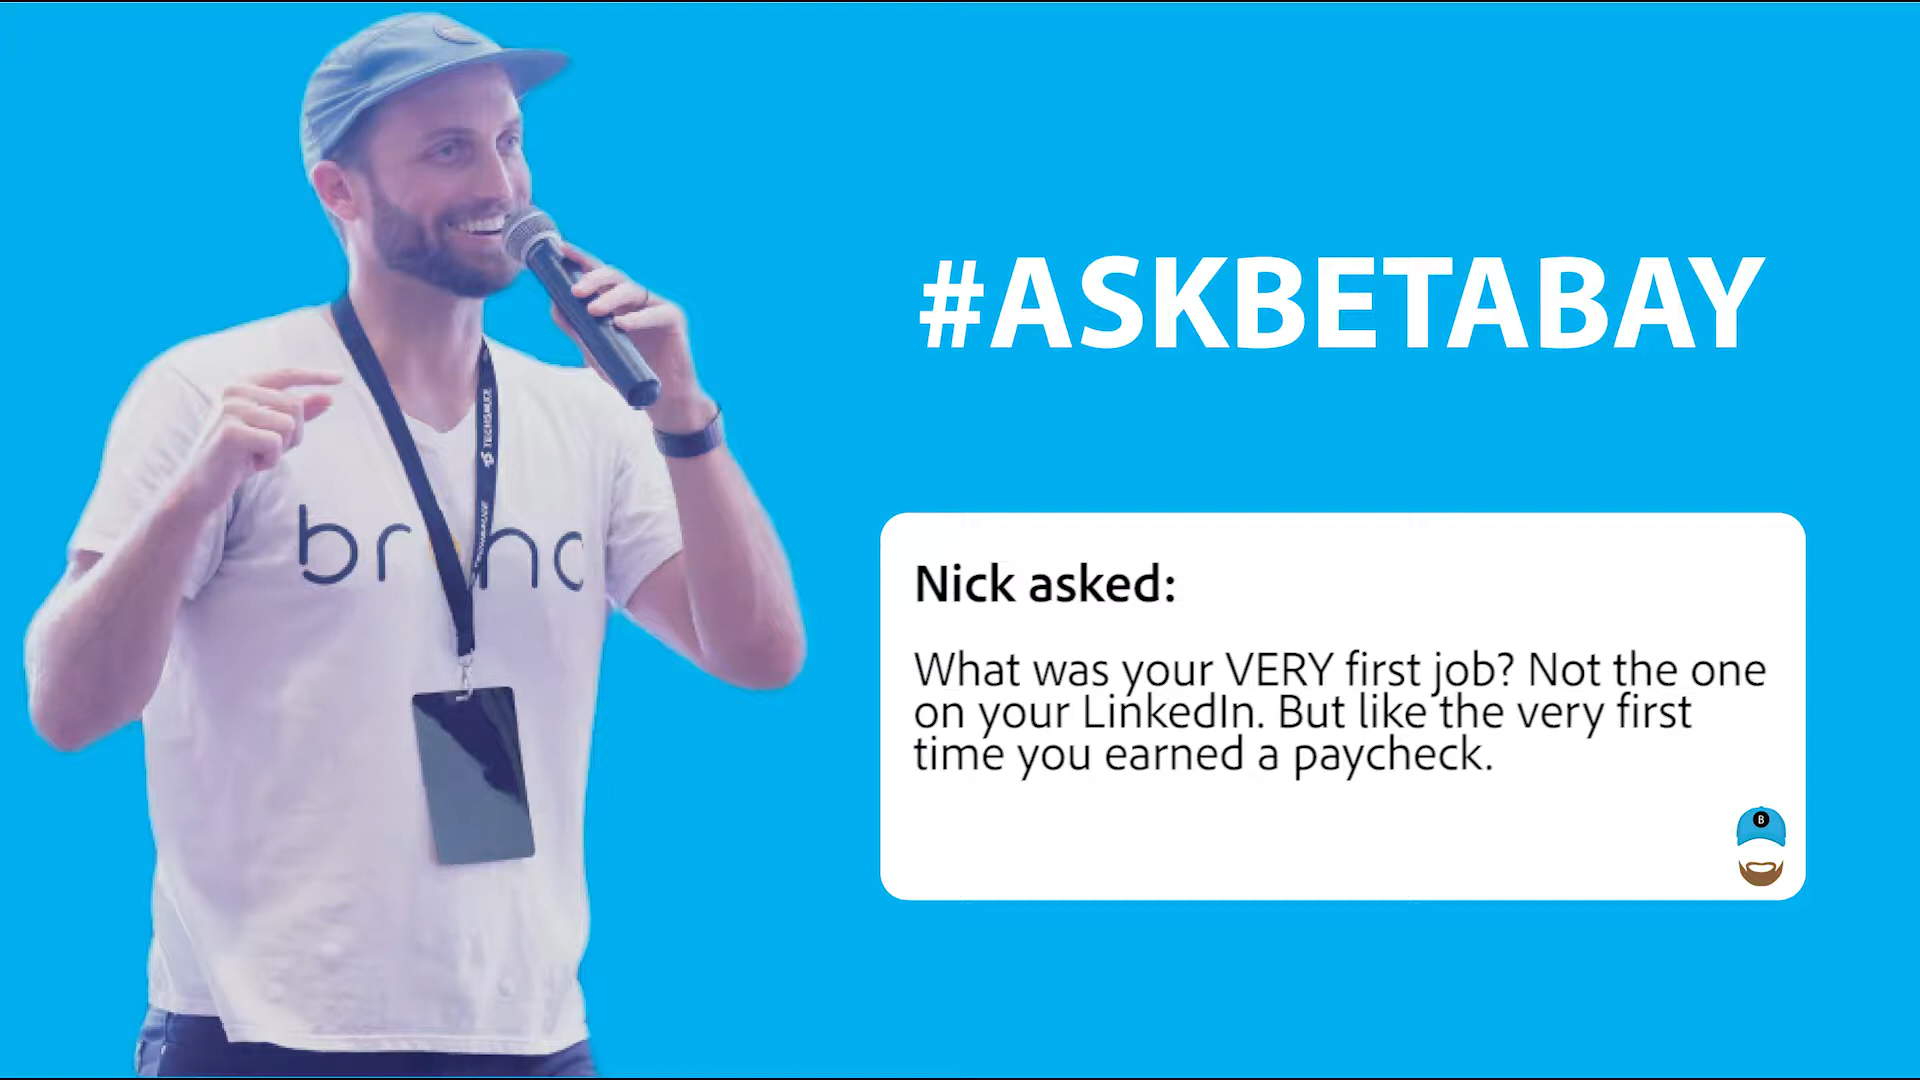 #ASKBETABAY
Nick asked:
What was your VERY first job? Not the one
on your LinkedIn. But like the very first
time you earned a paycheck.
B
TECHSAUCE